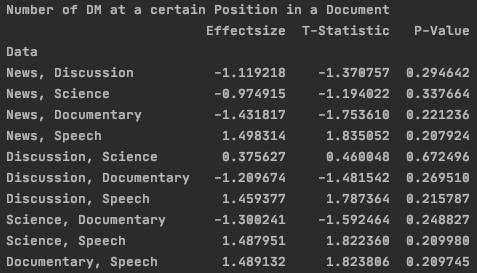 Number of DM at a certain Position in a Document
Effectsize T-Statistic P-Value
Data
News, Discussion -1.119218 -1.370757 0.294642
News, Science -0.974915 -1.194022 0.337664
News, Documentary -1.431817 -1.753610 0.221236
News, Speech 1.498314 1.835052 0.207924
Discussion, Science 0.375627 0.460048 0.672496
Discussion, Documentary -1.209674 -1.481542 0.269510
Discussion, Speech 1.459377 1.787364 0.215787
Science, Documentary -1.300241 -1.592464 0.248827
Science, Speech 1.487951 1.822360 0.209980
Documentary, Speech 1.489132 1.823806 0.209745